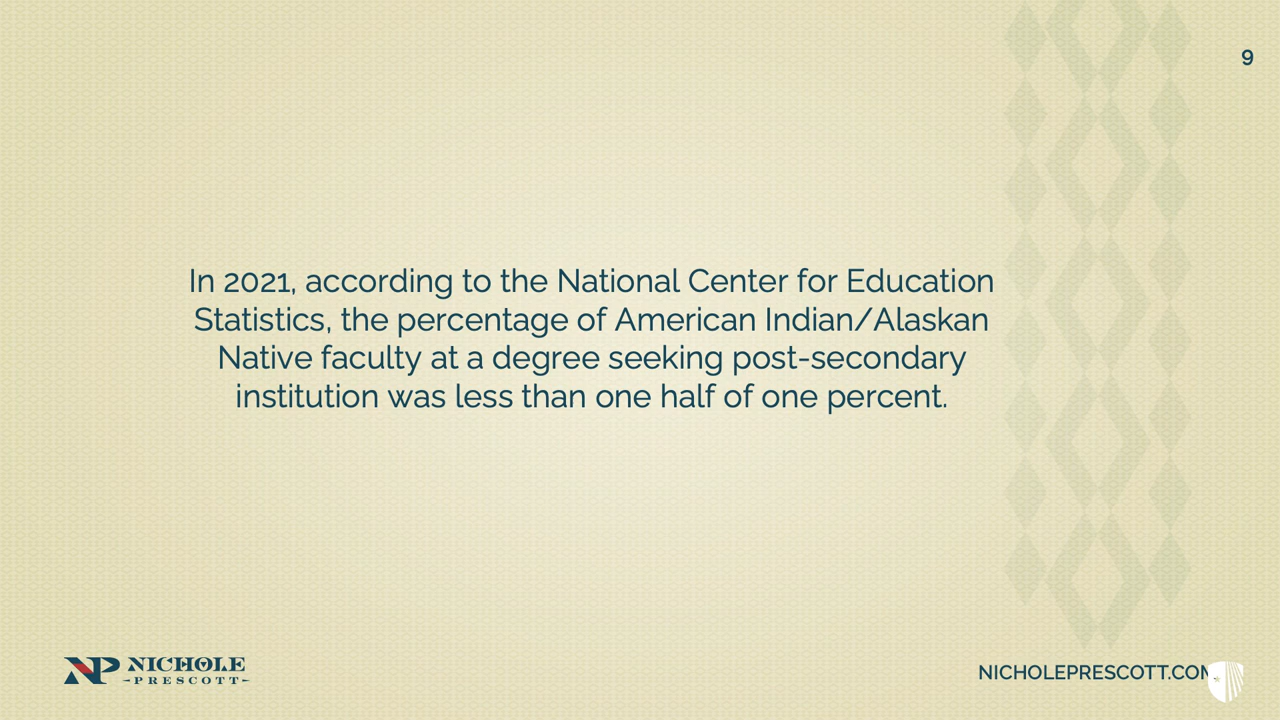 9
In 2021, according to the National Center for Education
Statistics, the percentage of American Indian/Alaskan
Native faculty at a degree seeking post-secondary
institution was less than one half of one percent.
NP NICHOLE
PRESCOTT
NICHOLEPRESCOTT.COM